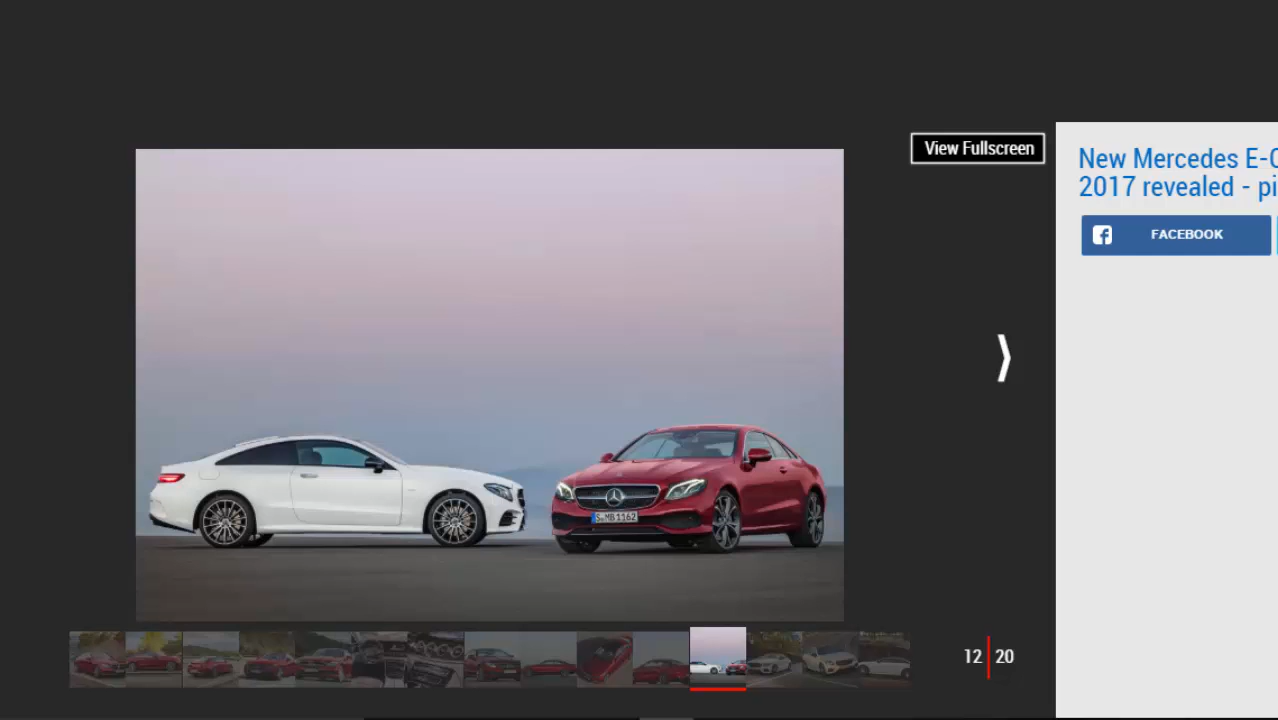 View Fullscreen
New Mercedes E-C
2017 revealed - pi
FACEBOOK
S MB 1162
12 20